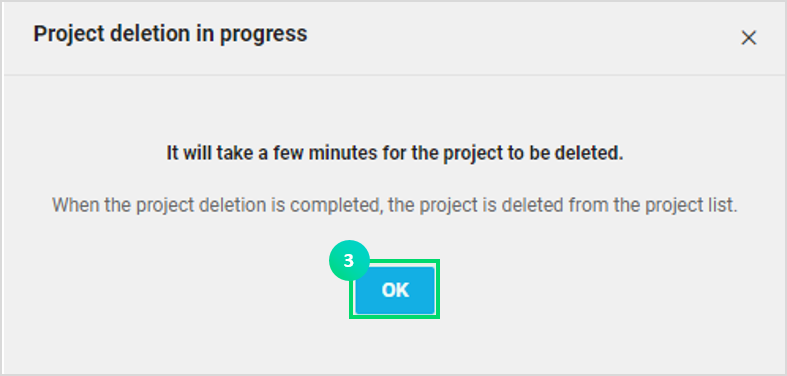 Project deletion in progress
It will take a few minutes for the project to be deleted.
When the project deletion is completed, the project is deleted from the project list.
3
OK